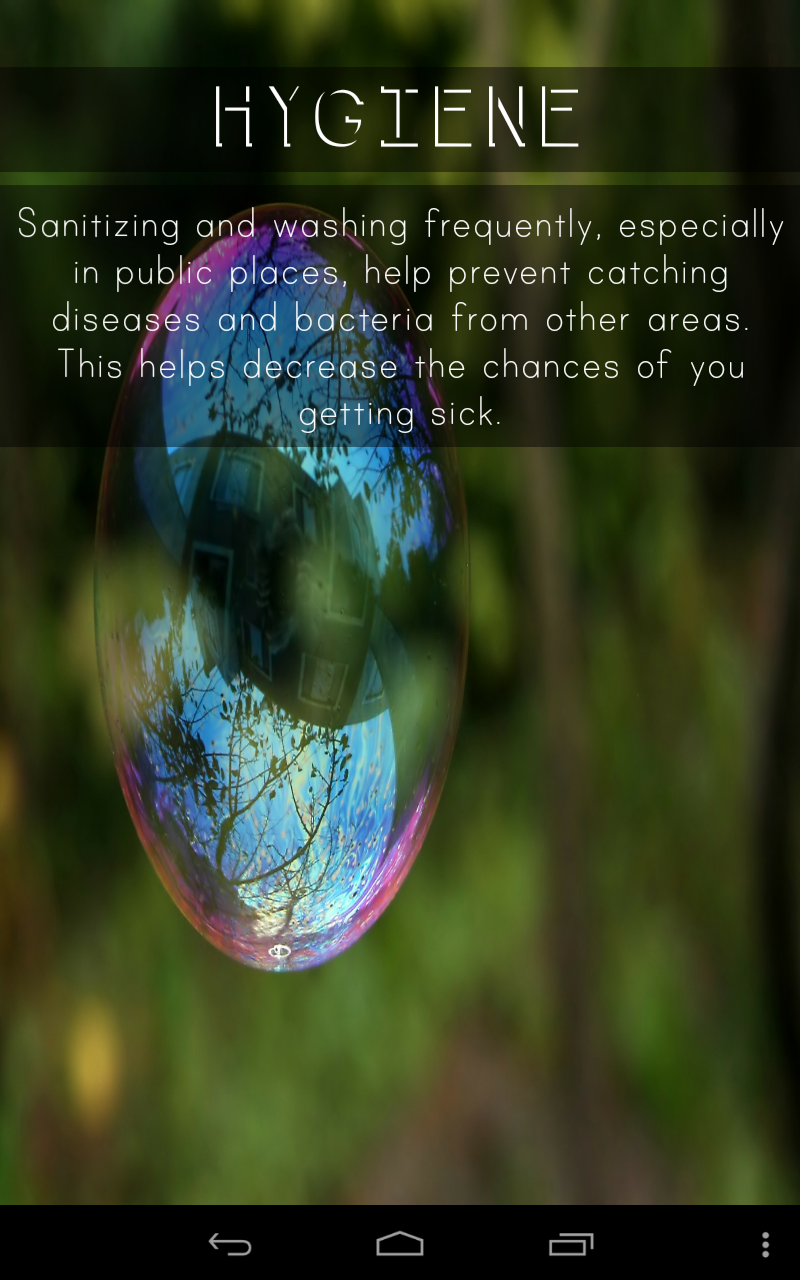 HYGIENE
Sanitizing and washing frequently, especially
in public places, help prevent catching
diseases and bacteria from other areas.
This helps decrease the chances of you
getting sick.